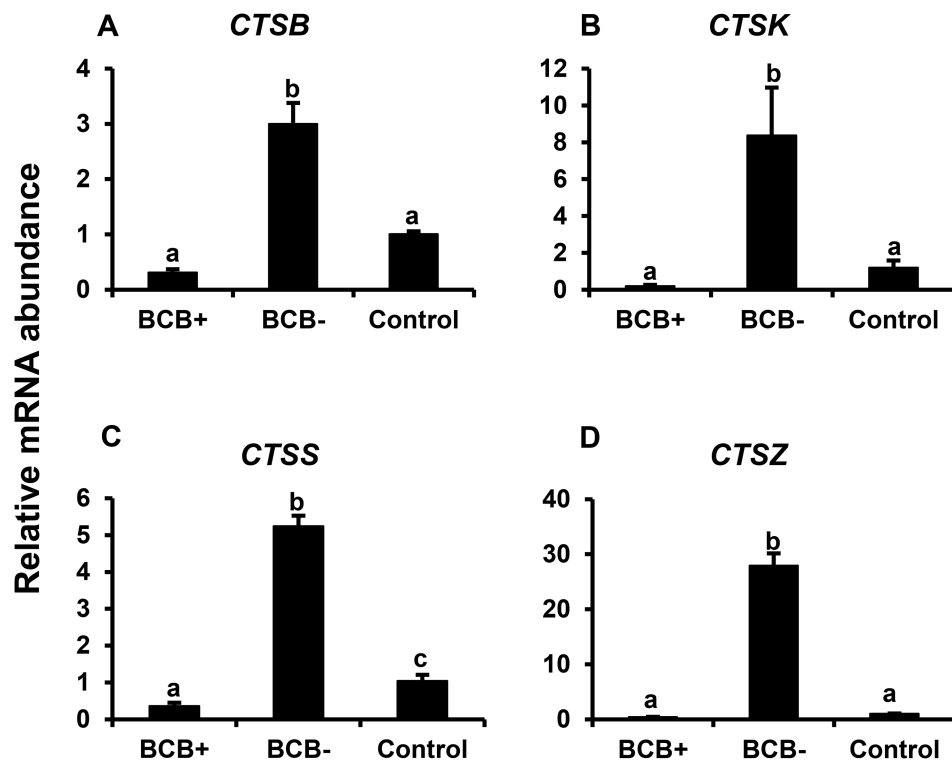 A CTSB
B CTSK
Relative mRNA abundance
4
3
2
1
0
b
a
a
BCB+ BCB- Control
12
10
8
6
4
2
0
b
a
a
BCB+ BCB- Control
C CTSS
D CTSZ
6
5
4
3
2
1
0
b
a
c
BCB+ BCB- Control
40
30
20
10
0
b
a
a
BCB+ BCB- Control